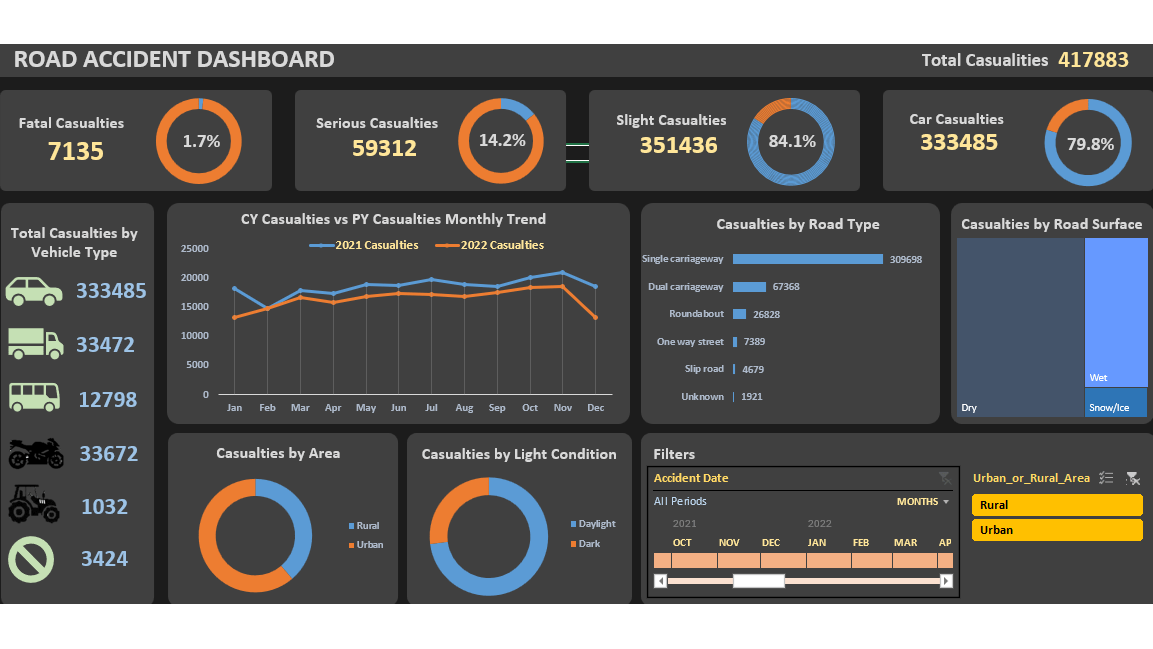 ROAD ACCIDENT DASHBOARD
Total Casualities 417883
Fatal Casualties
7135
1.7%
Serious Casualties
59312
14.2%
Slight Casualties
351436
84.1%
Car Casualties
333485
79.8%
Total Casualties by
Vehicle Type
333485
33472
12798
33672
1032
3424
CY Casualties vs PY Casualties Monthly Trend
2021 Casualties 2022 Casualties
25000
20000
15000
10000
5000
0
Jan Feb Mar Apr May Jun Jul Aug Sep Oct Nov Dec
Casualties by Road Type
Single carriageway 309698
Dual carriageway 67368
Roundabout 26828
One way street 7389
Slip road 4679
Unknown 1921
Casualties by Road Surface
Dry
Wet
Snow/Ice
Casualties by Area
Rural
Urban
Casualties by Light Condition
Daylight
Dark
Filters
Accident Date
All Periods MONTHS
2021 2022
OCT NOV DEC JAN FEB MAR AP
Urban_or_Rural_Area
Rural
Urban